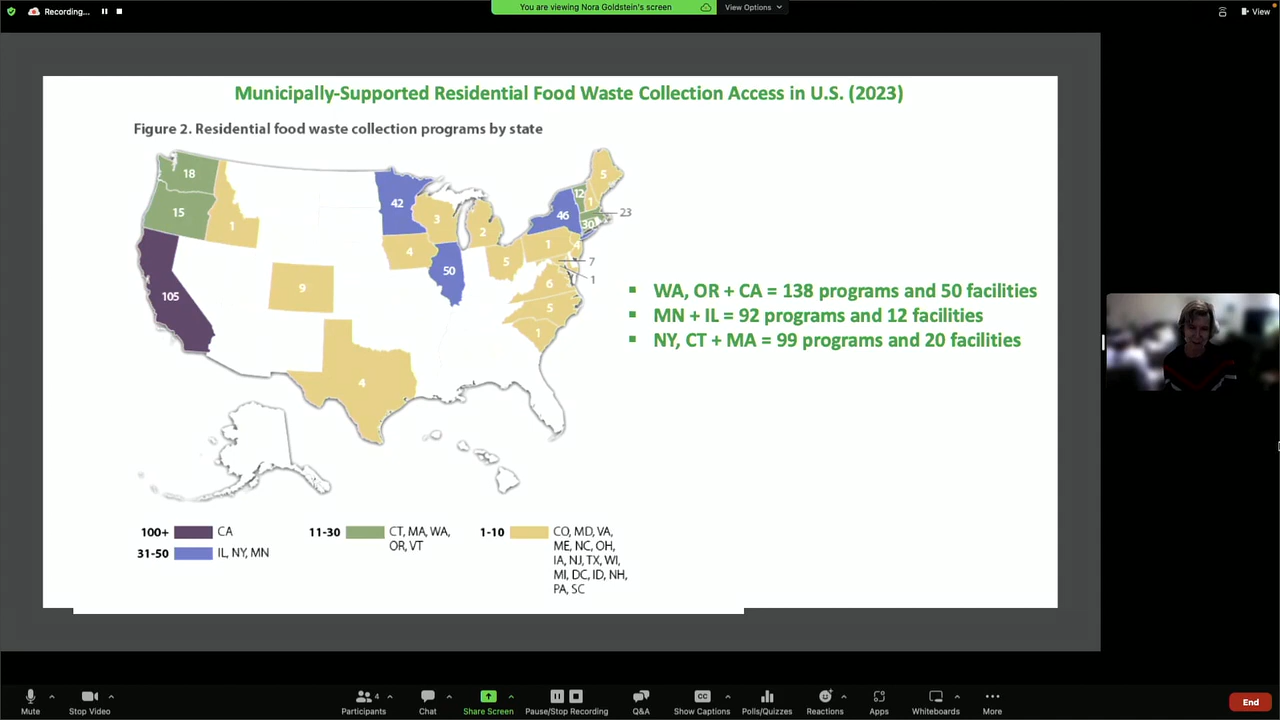 Recording...
You are viewing Nora Goldstein's screen
View Options
View
Municipally-Supported Residential Food Waste Collection Access in U.S. (2023)
Figure 2. Residential food waste collection programs by state
18
15
1
105
9
4
42
4
3
50
2
5
46
1
4
12
1
5
30
23
7
1
6
5
1
▪ WA, OR + CA = 138 programs and 50 facilities
▪ MN + IL = 92 programs and 12 facilities
▪ NY, CT + MA = 99 programs and 20 facilities
100+ CA
31-50 IL, NY, MN
11-30 CT, MA, WA,
OR, VT
1-10 CO, MD, VA,
ME, NC, OH,
IA, NJ, TX, WI,
MI, DC, ID, NH,
PA, SC
Mute
Stop Video
Participants 4
Chat
Share Screen
Pause/Stop Recording
Q&A
CC
Show Captions
Polls/Quizzes
Reactions
Apps
Whiteboards
More
End